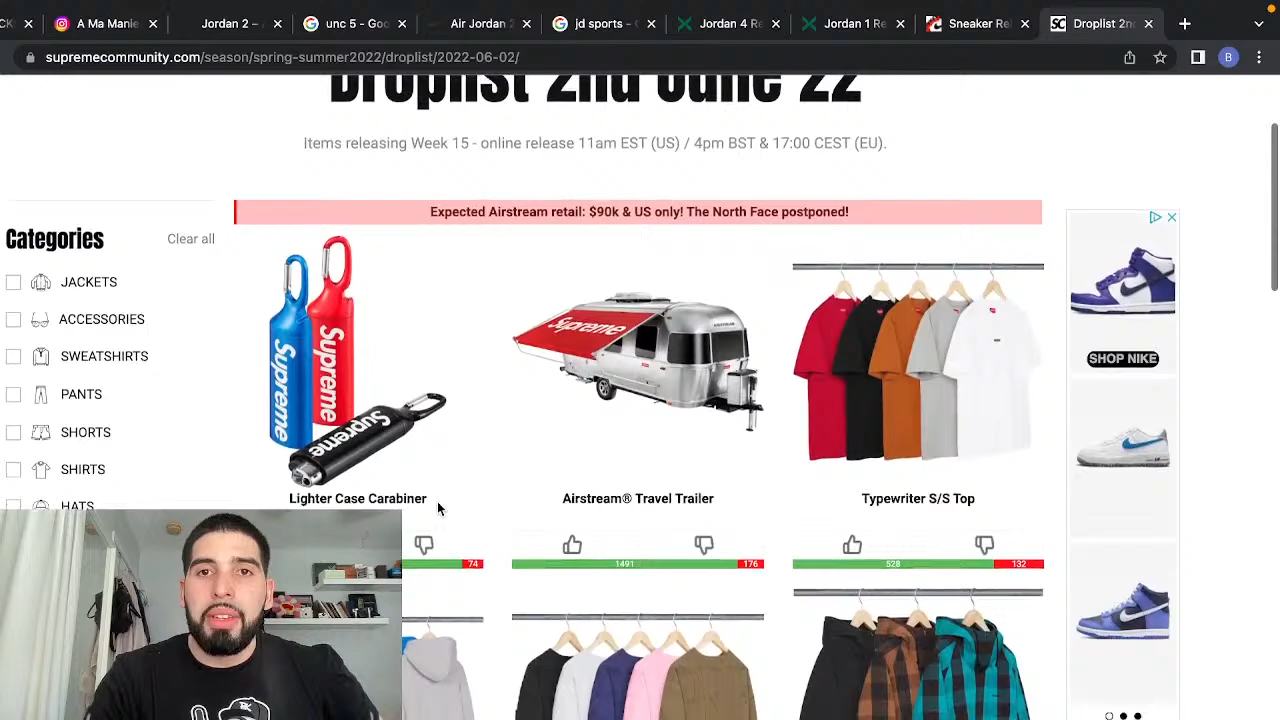 A Ma Manie
Jordan 2 –
unc 5 - Goo
Air Jordan 2
jd sports - G
Jordan 4 Re
Jordan 1 Re
Sneaker Rel
Droplist 2nd
supremecommunity.com/season/spring-summer2022/droplist/2022-06-02/
B
Droplist 2nd June 22
Items releasing Week 15 - online release 11am EST (US) / 4pm BST & 17:00 CEST (EU).
Expected Airstream retail: $90k & US only! The North Face postponed!
Categories
Clear all
JACKETS
ACCESSORIES
SWEATSHIRTS
PANTS
SHORTS
SHIRTS
HATS
Supreme
Supreme
Supreme
Supreme
SHOP NIKE
Lighter Case Carabiner
Airstream® Travel Trailer
Typewriter S/S Top
74
1491
176
528
132